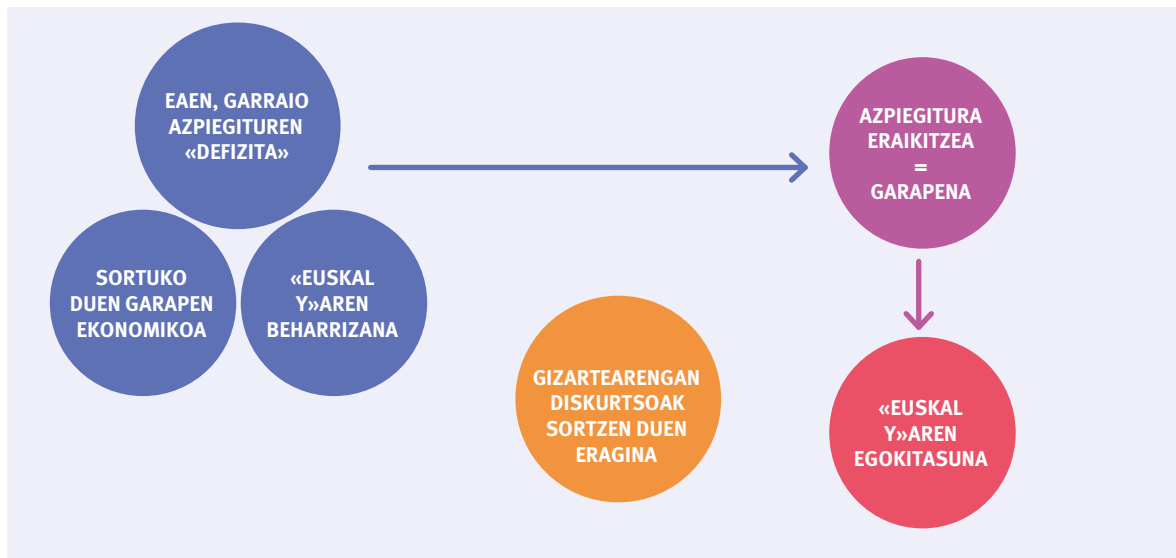 EAEN, GARRAIO
AZPIEGITUREN
«DEFIZITA»
SORTUKO
DUEN GARAPEN
EKONOMIKOA
«EUSKAL
Y»AREN
BEHARRIZANA
GIZARTEARENGAN
DISKURTSOAK
SORTZEN DUEN
ERAGINA
AZPIEGITURA
ERAIKITZEA
=
GARAPENA
«EUSKAL
Y»AREN
EGOKITASUNA